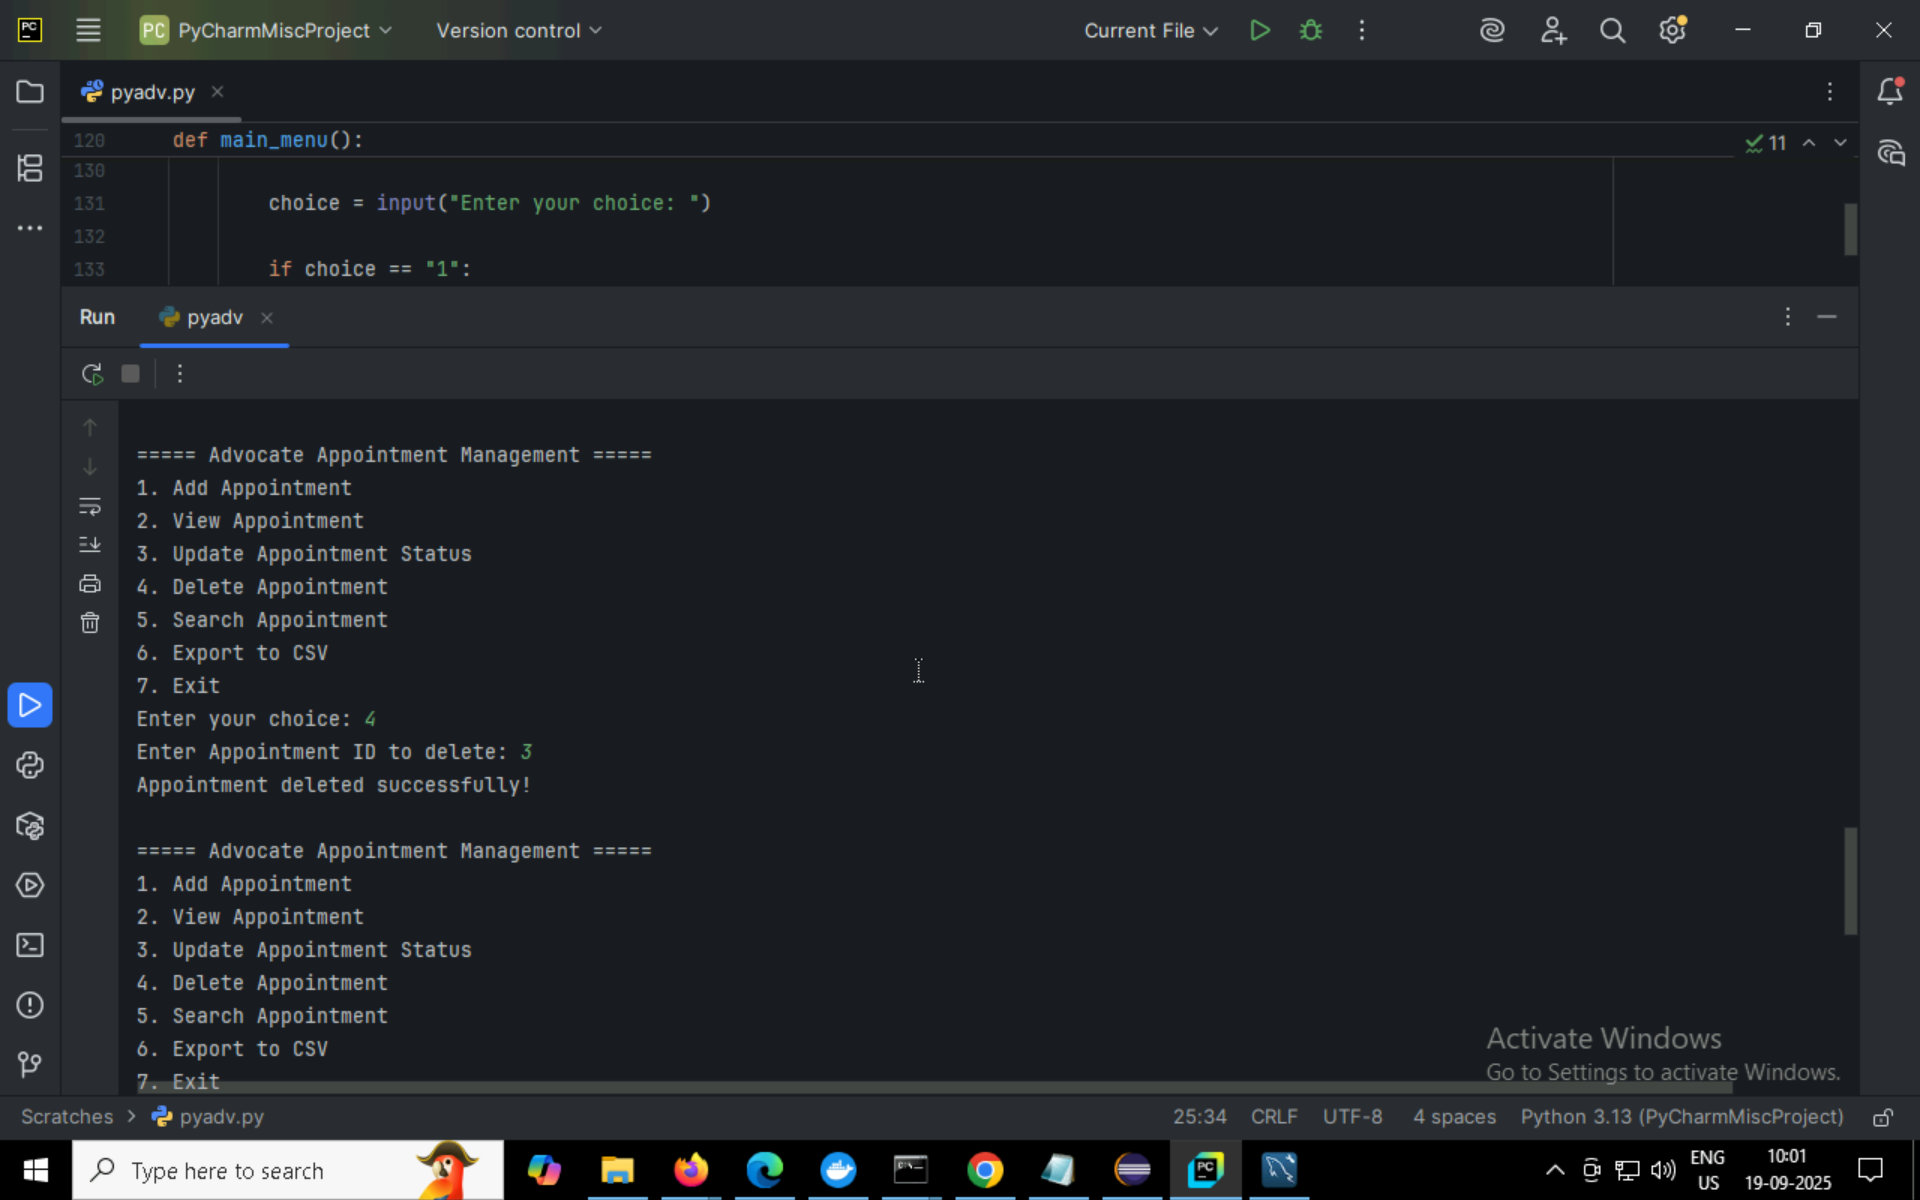 PC
PC PyCharmMiscProject
Version control
Current File
pyadv.py
120 def main_menu():
11
130
131 choice = input("Enter your choice: ")
132
133 if choice == "1":
Run
pyadv
===== Advocate Appointment Management =====
1. Add Appointment
2. View Appointment
3. Update Appointment Status
4. Delete Appointment
5. Search Appointment
6. Export to CSV
7. Exit
Enter your choice: 4
Enter Appointment ID to delete: 3
Appointment deleted successfully!
===== Advocate Appointment Management =====
1. Add Appointment
2. View Appointment
3. Update Appointment Status
4. Delete Appointment
5. Search Appointment
6. Export to CSV
7. Exit
Activate Windows
Go to Settings to activate Windows.
Scratches > pyadv.py
25:34 CRLF UTF-8 4 spaces Python 3.13 (PyCharmMiscProject)
Type here to search
PC
ENG
US
10:01
19-09-2025